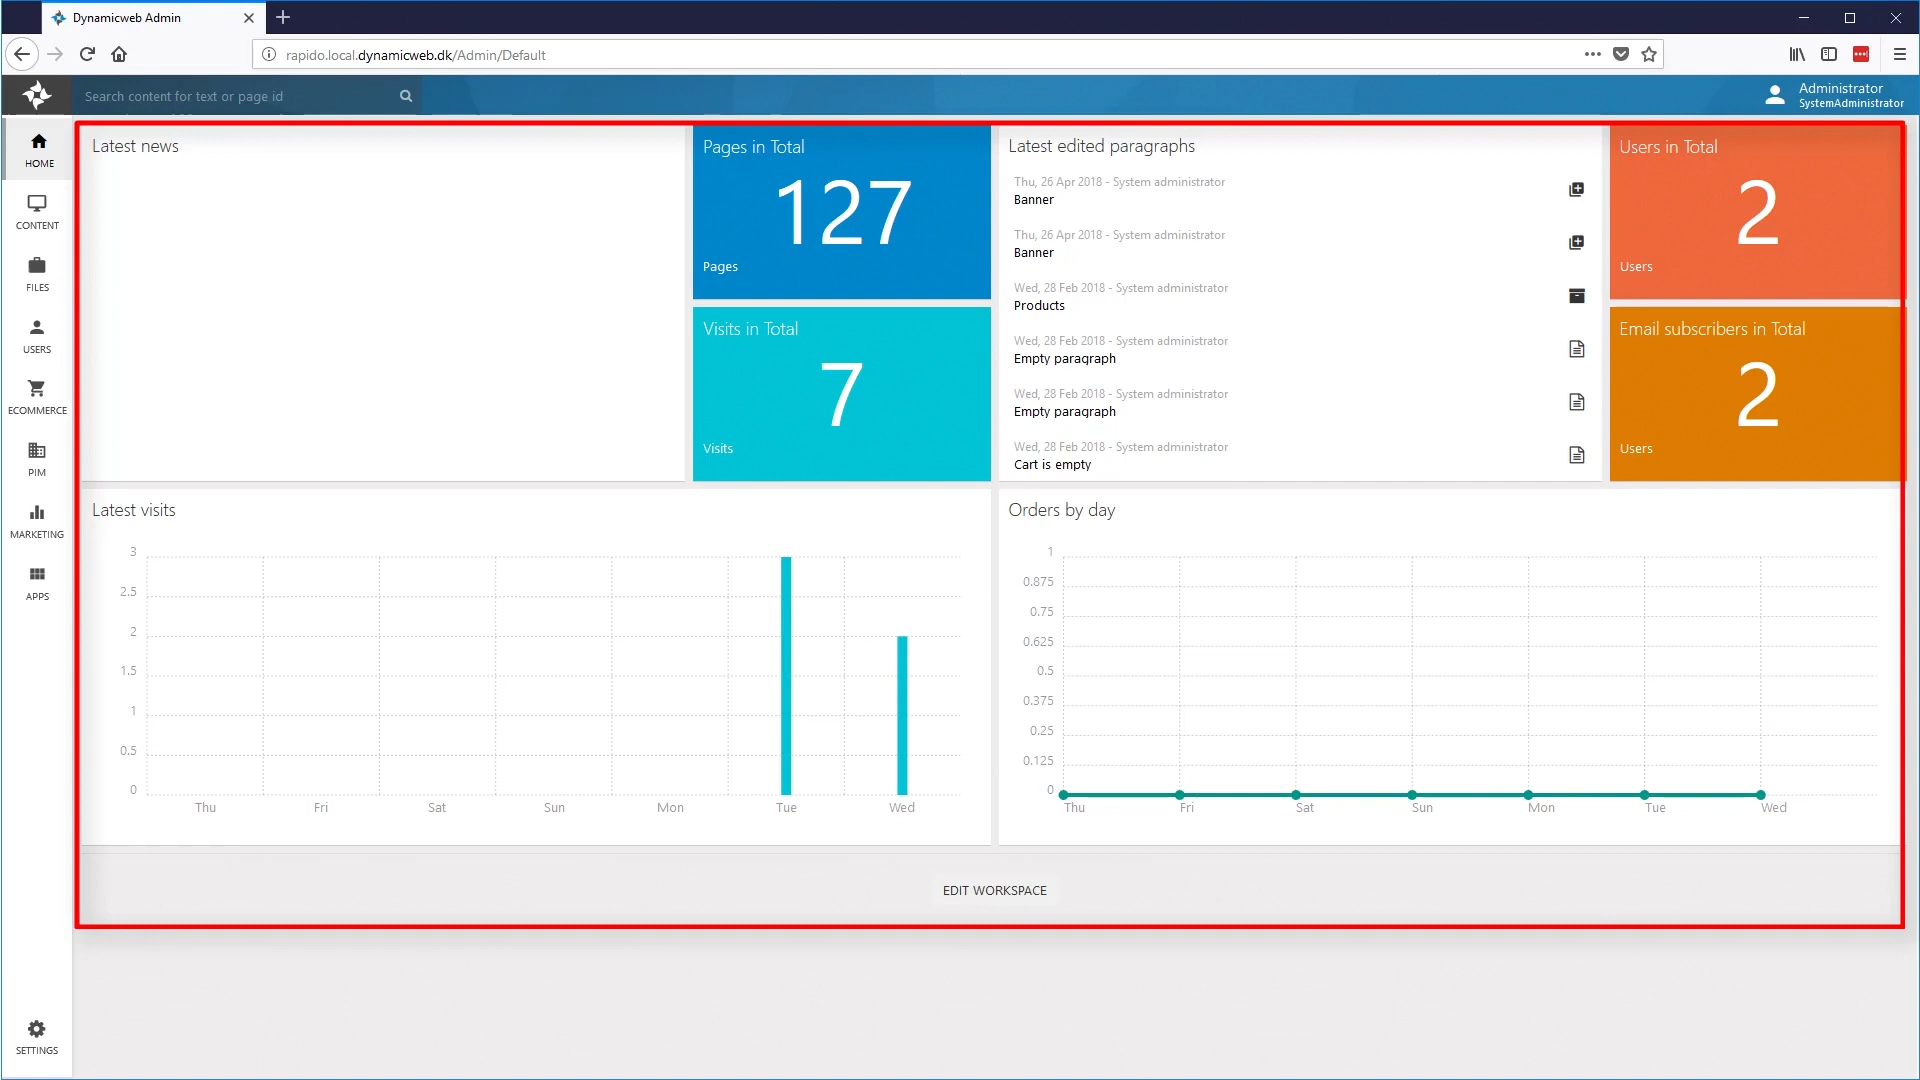 Dynamicweb Admin
rapido.local.dynamicweb.dk/Admin/Default
Search content for text or page id
Administrator
SystemAdministrator
HOME
CONTENT
FILES
USERS
ECOMMERCE
PIM
MARKETING
APPS
SETTINGS
Latest news
Pages in Total
127
Pages
Visits in Total
7
Visits
Latest edited paragraphs
Thu, 26 Apr 2018 - System administrator
Banner
Thu, 26 Apr 2018 - System administrator
Banner
Wed, 28 Feb 2018 - System administrator
Products
Wed, 28 Feb 2018 - System administrator
Empty paragraph
Wed, 28 Feb 2018 - System administrator
Empty paragraph
Wed, 28 Feb 2018 - System administrator
Cart is empty
Users in Total
2
Users
Email subscribers in Total
2
Users
Latest visits
3
2.5
2
1.5
1
0.5
0
Thu Fri Sat Sun Mon Tue Wed
Orders by day
1
0.875
0.75
0.625
0.5
0.375
0.25
0.125
0
Thu Fri Sat Sun Mon Tue Wed
EDIT WORKSPACE